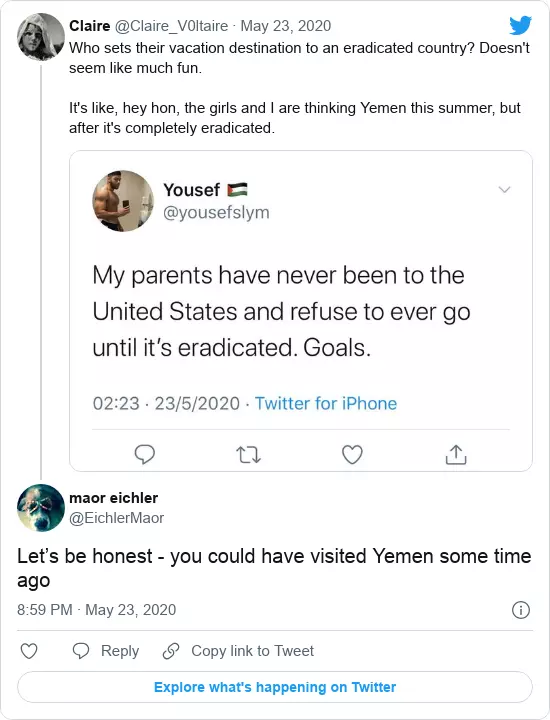 Claire @Claire_V0ltaire · May 23, 2020
Who sets their vacation destination to an eradicated country? Doesn't
seem like much fun.
It's like, hey hon, the girls and I are thinking Yemen this summer, but
after it's completely eradicated.
Yousef 🇵🇸
@yousefslym
My parents have never been to the
United States and refuse to ever go
until it’s eradicated. Goals.
02:23 · 23/5/2020 · Twitter for iPhone
maor eichler
@EichlerMaor
Let’s be honest - you could have visited Yemen some time
ago
8:59 PM · May 23, 2020
Reply
Copy link to Tweet
Explore what's happening on Twitter